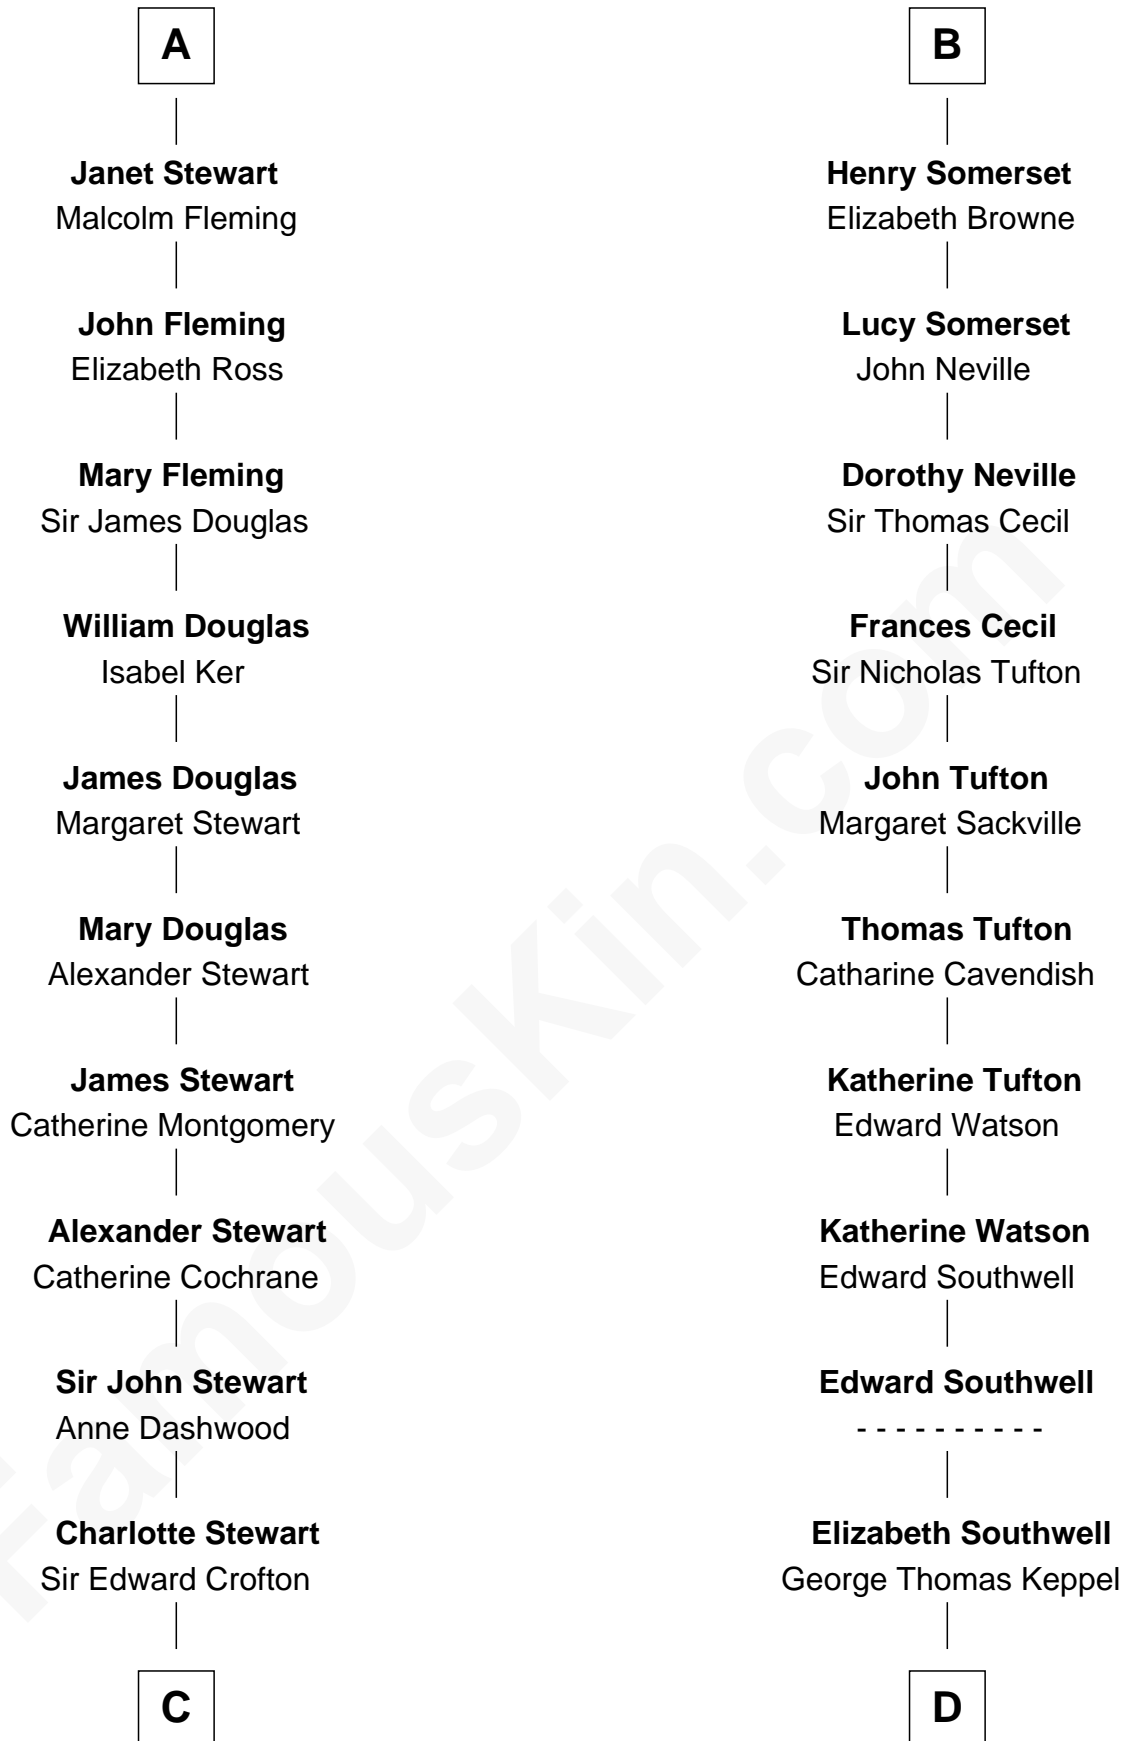 A
Janet Stewart
Malcolm Fleming
John Fleming
Elizabeth Ross
Mary Fleming
Sir James Douglas
William Douglas
Isabel Ker
James Douglas
Margaret Stewart
Mary Douglas
Alexander Stewart
James Stewart
Catherine Montgomery
Alexander Stewart
Catherine Cochrane
Sir John Stewart
Anne Dashwood
Charlotte Stewart
Sir Edward Crofton
C
B
Henry Somerset
Elizabeth Browne
Lucy Somerset
John Neville
Dorothy Neville
Sir Thomas Cecil
Frances Cecil
Sir Nicholas Tufton
John Tufton
Margaret Sackville
Thomas Tufton
Catharine Cavendish
Katherine Tufton
Edward Watson
Katherine Watson
Edward Southwell
Edward Southwell
- - - - - - - - - -
Elizabeth Southwell
George Thomas Keppel
D
FamousKin.com